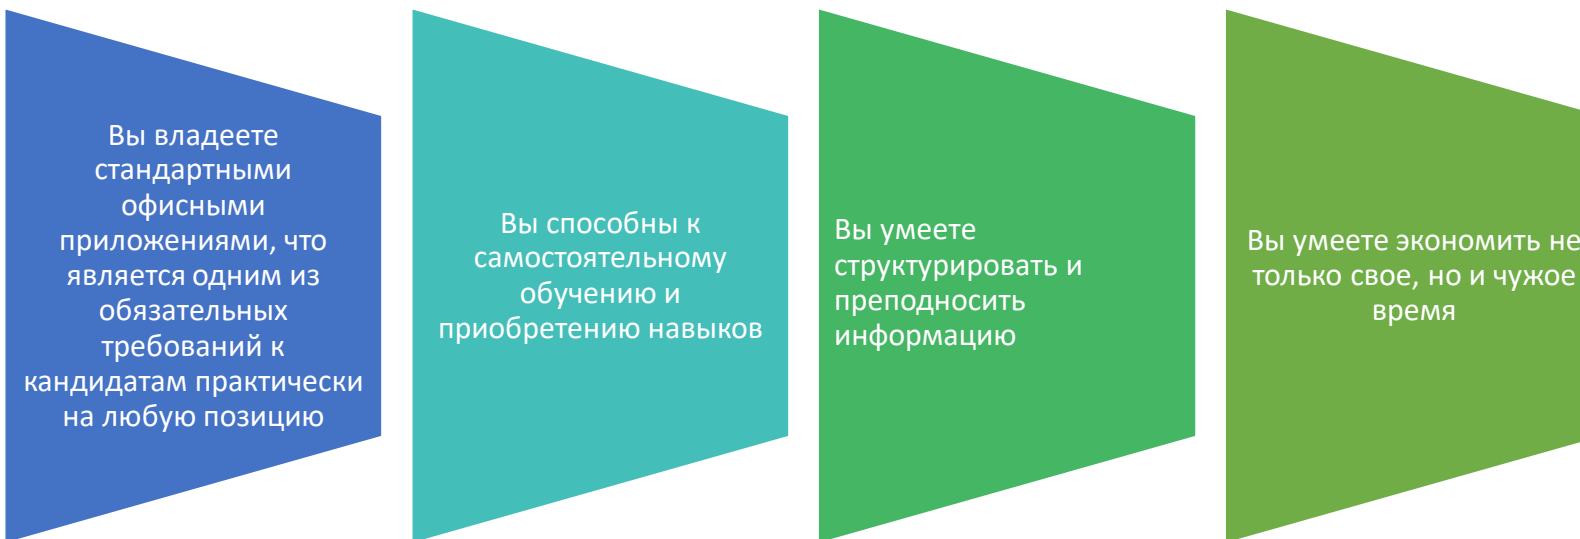 Вы владеете
стандартными
офисными
приложениями, что
является одним из
обязательных
требований к
кандидатам практически
на любую позицию
Вы способны к
самостоятельному
обучению и
приобретению навыков
Вы умеете
структурировать и
преподносить
информацию
Вы умеете экономить не
только свое, но и чужое
время